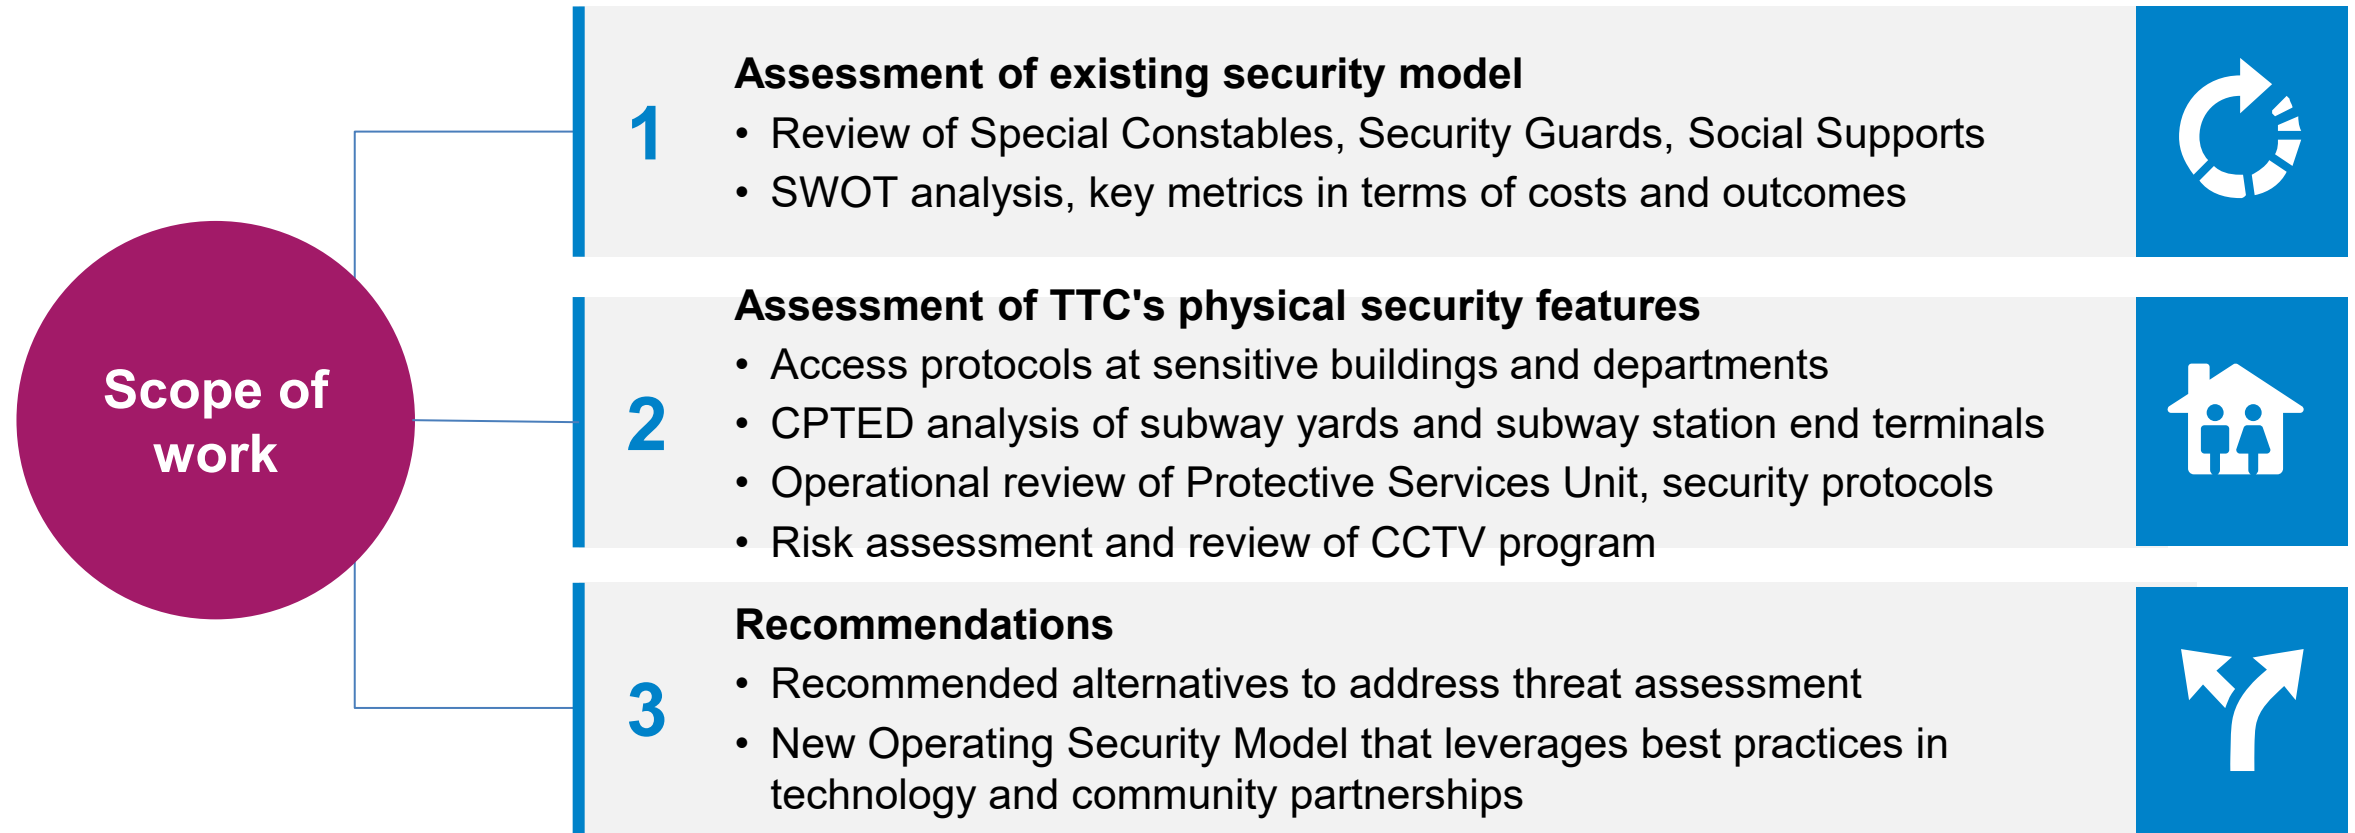 Scope of
work
1
Assessment of existing security model
• Review of Special Constables, Security Guards, Social Supports
• SWOT analysis, key metrics in terms of costs and outcomes
2
Assessment of TTC's physical security features
• Access protocols at sensitive buildings and departments
• CPTED analysis of subway yards and subway station end terminals
• Operational review of Protective Services Unit, security protocols
• Risk assessment and review of CCTV program
3
Recommendations
• Recommended alternatives to address threat assessment
• New Operating Security Model that leverages best practices in
technology and community partnerships